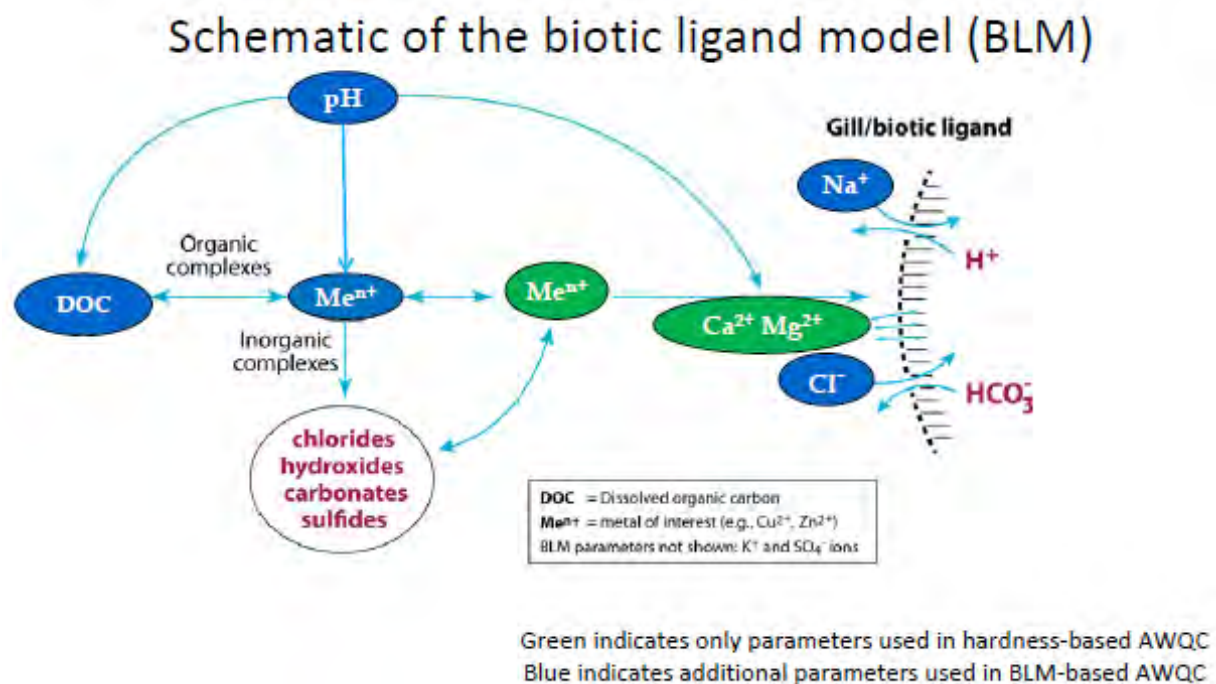 Schematic of the biotic ligand model (BLM)
pH
Gill/biotic ligand
Na⁺
H⁺
Organic
complexes
DOC
Meⁿ⁺
Meⁿ⁺
Ca²⁺ Mg²⁺
Inorganic
complexes
Cl⁻
HCO₃⁻
chlorides
hydroxides
carbonates
sulfides
DOC = Dissolved organic carbon
Meⁿ⁺ = metal of interest (e.g., Cu²⁺, Zn²⁺)
BLM parameters not shown: K⁺ and SO₄⁻ ions
Green indicates only parameters used in hardness-based AWQC
Blue indicates additional parameters used in BLM-based AWQC